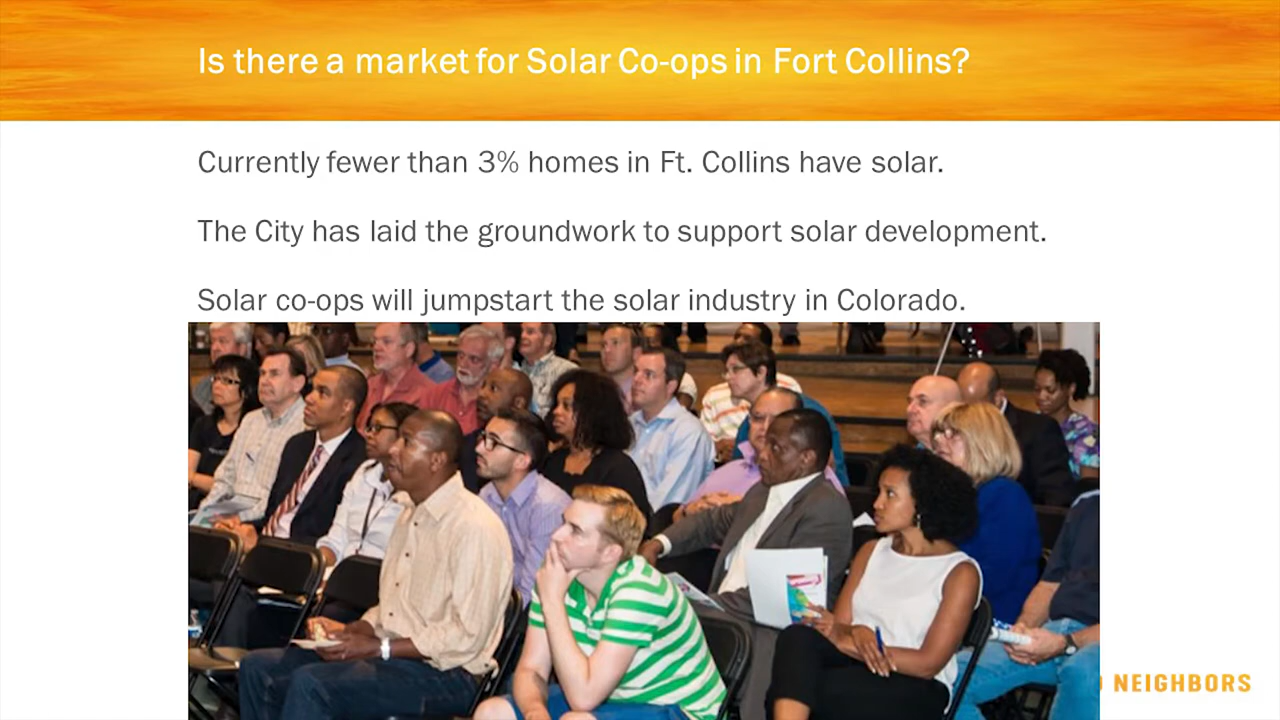 Is there a market for Solar Co-ops in Fort Collins?
Currently fewer than 3% homes in Ft. Collins have solar.
The City has laid the groundwork to support solar development.
Solar co-ops will jumpstart the solar industry in Colorado.
NEIGHBORS